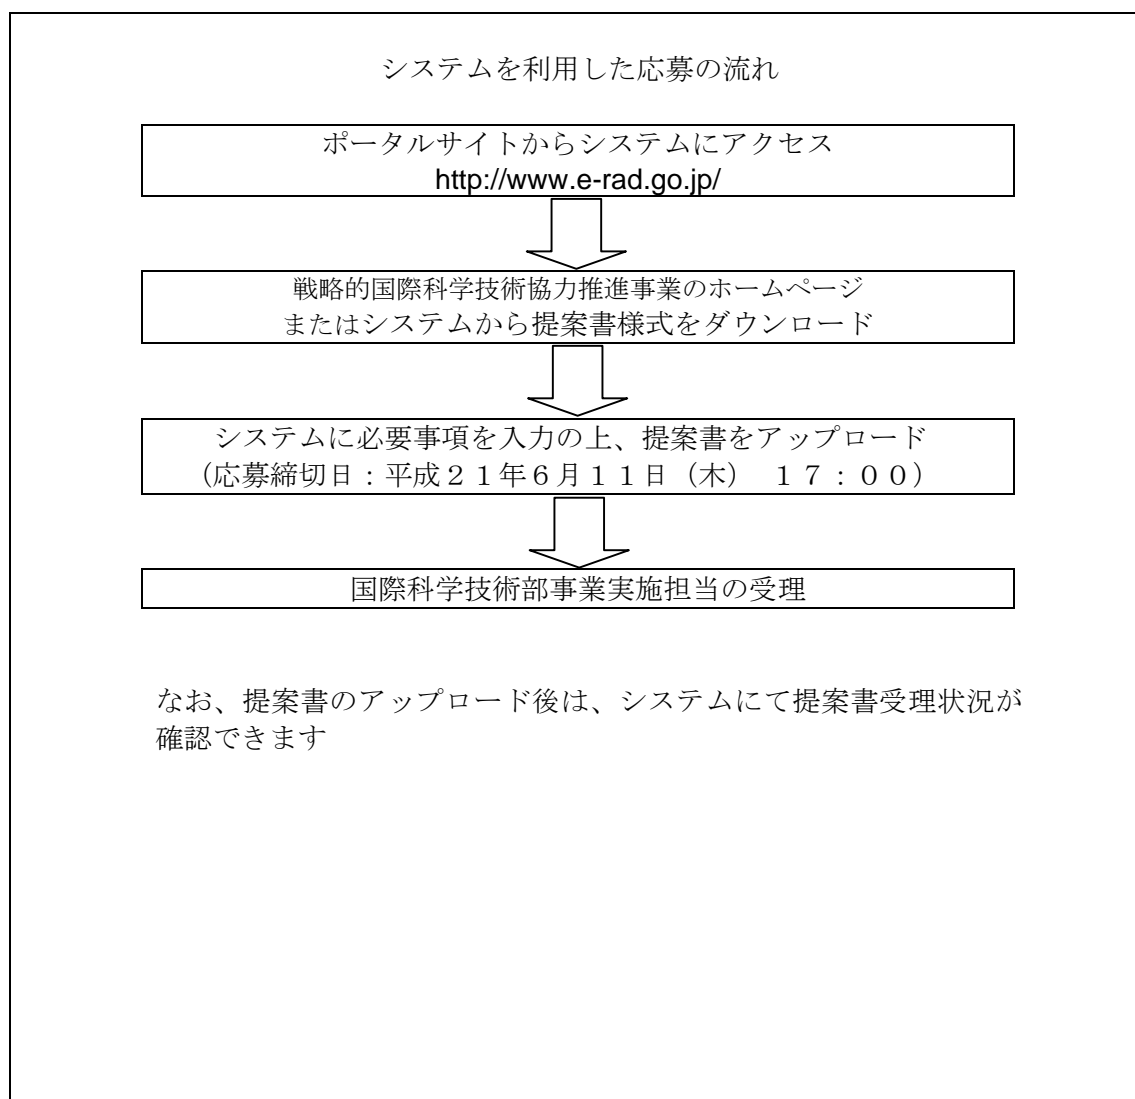 システムを利用した応募の流れ
ポータルサイトからシステムにアクセス
http://www.e-rad.go.jp/
戦略的国際科学技術協力推進事業のホームページ
またはシステムから提案書様式をダウンロード
システムに必要事項を入力の上、提案書をアップロード
（応募締切日：平成２１年６月１１日（木）　１７：００）
国際科学技術部事業実施担当の受理
なお、提案書のアップロード後は、システムにて提案書受理状況が
確認できます